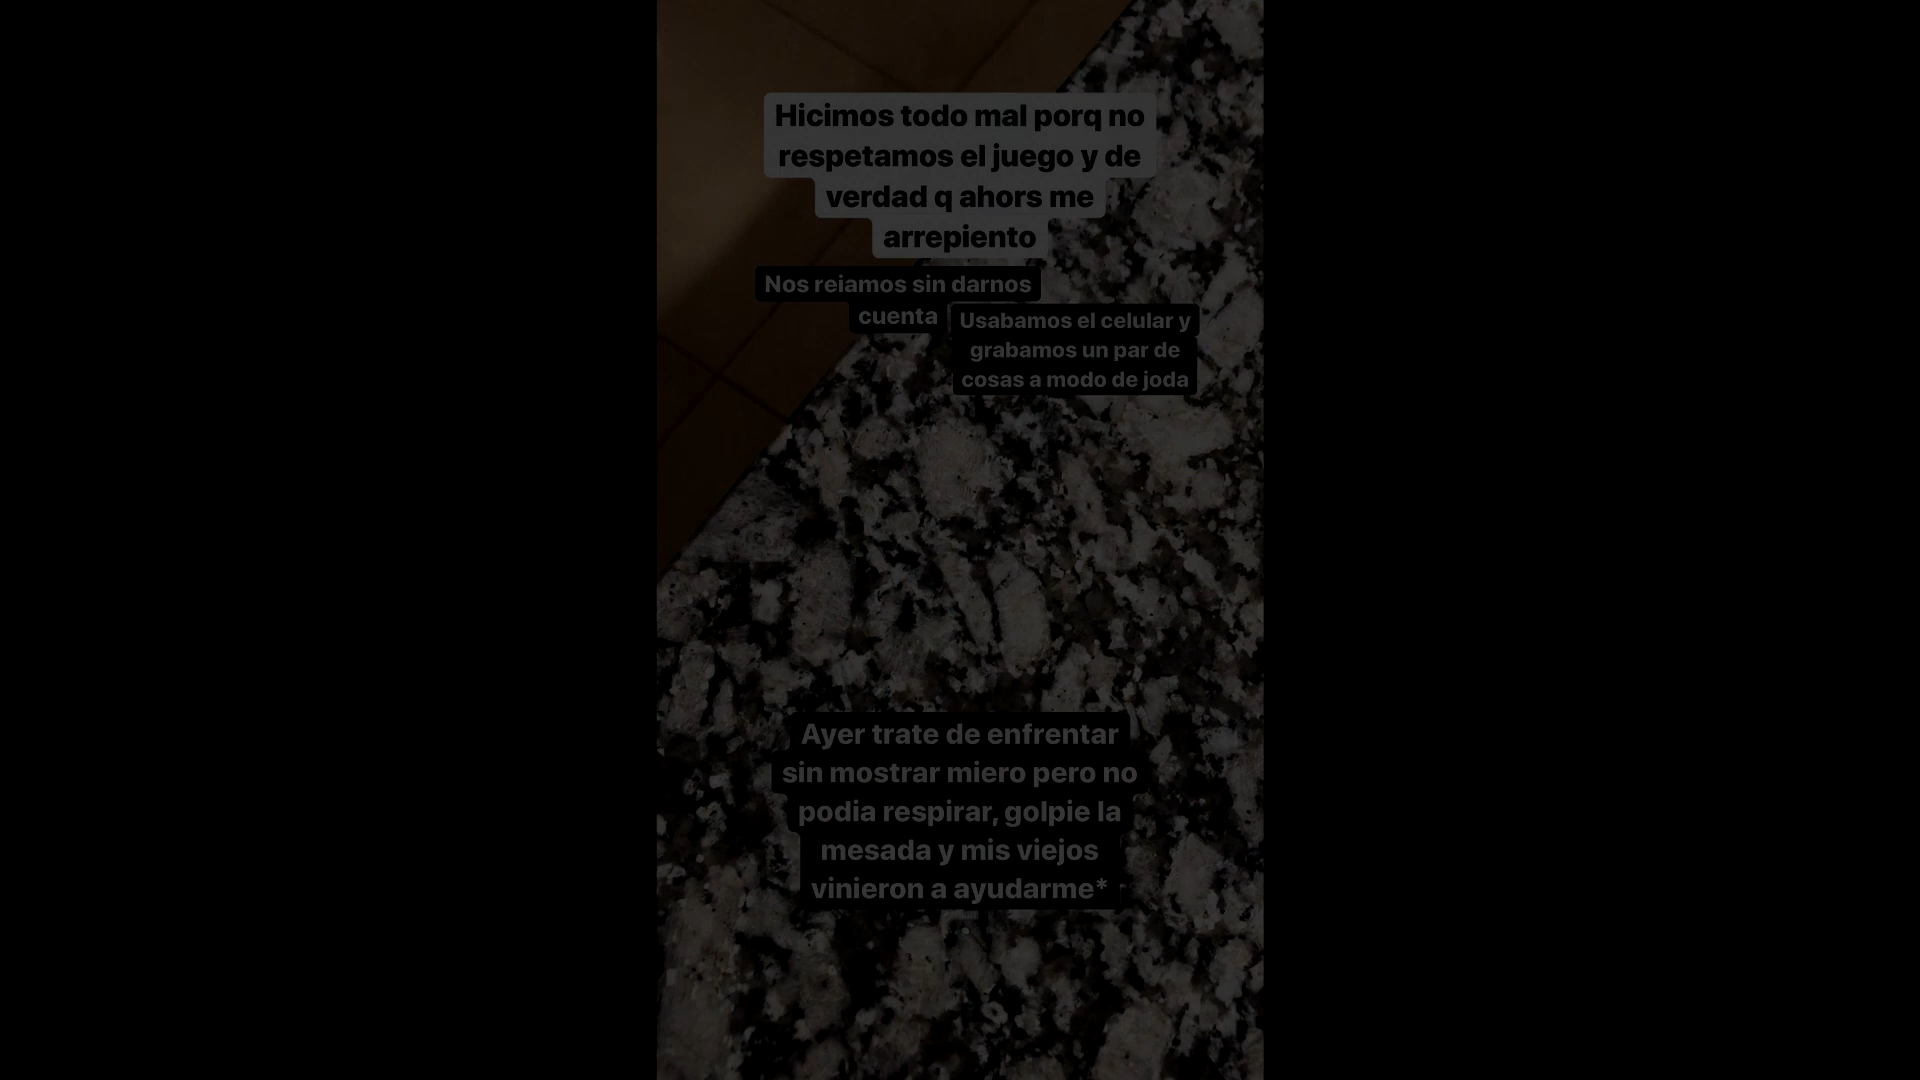 Hicimos todo mal porq no
respetamos el juego y de
verdad q ahors me
arrepiento
Nos reiamos sin darnos
cuenta
Usabamos el celular y
grabamos un par de
cosas a modo de joda
Ayer trate de enfrentar
sin mostrar miero pero no
podia respirar, golpie la
mesada y mis viejos
vinieron a ayudarme*